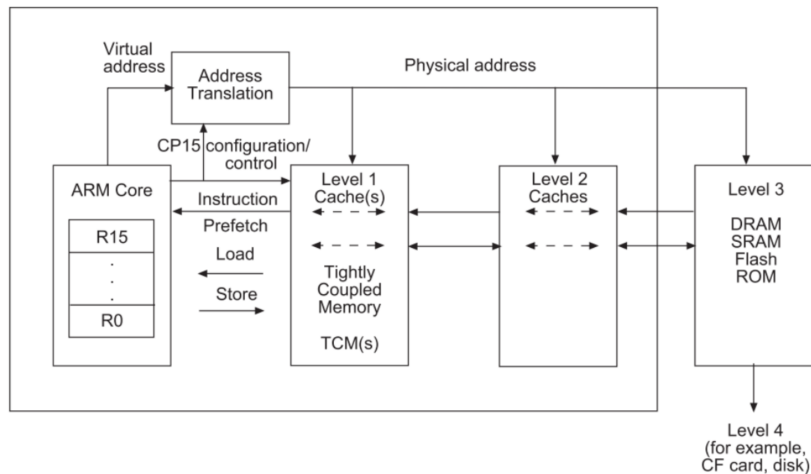 Virtual
address
Address
Translation
Physical address
CP15 configuration/
control
ARM Core
R15
.
.
.
R0
Instruction
Prefetch
Load
Store
Level 1
Cache(s)
Tightly
Coupled
Memory
TCM(s)
Level 2
Caches
Level 3
DRAM
SRAM
Flash
ROM
Level 4
(for example,
CF card, disk)